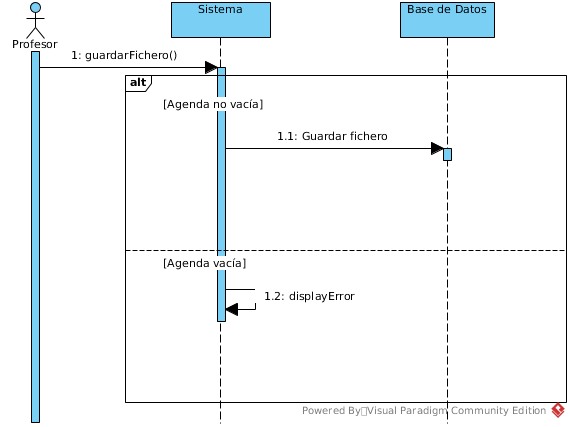 Sistema
Base de Datos
Profesor
1: guardarFichero()
alt
[Agenda no vacía]
1.1: Guardar fichero
[Agenda vacía]
1.2: displayError
Powered By Visual Paradigm Community Edition